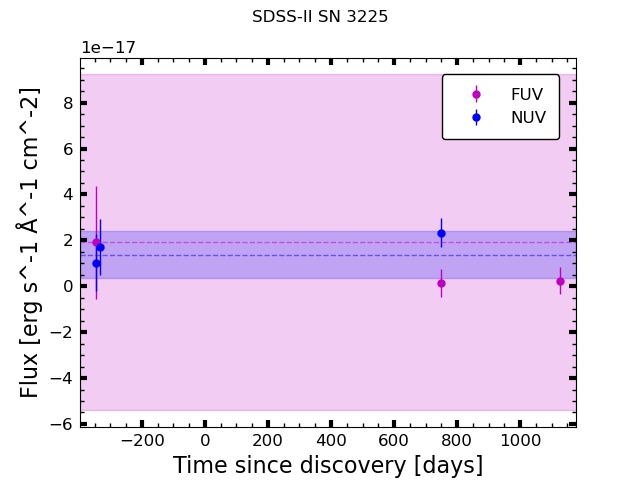 SDSS-II SN 3225
1e−17
FUV
NUV
8
6
4
2
0
−2
−4
−6
Flux [erg s^-1 Å^-1 cm^-2]
−200 0 200 400 600 800 1000
Time since discovery [days]